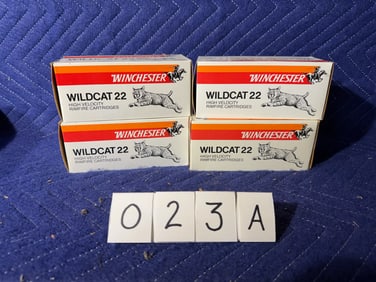 WINCHESTER
WILDCAT 22
HIGH VELOCITY
RIMFIRE CARTRIDGES
WINCHESTER
WILDCAT 22
HIGH VELOCITY
RIMFIRE CARTRIDGES
WINCHESTER
WILDCAT 22
HIGH VELOCITY
RIMFIRE CARTRIDGES
WINCHESTER
WILDCAT 22
HIGH VELOCITY
RIMFIRE CARTRIDGES
0 2 3 A